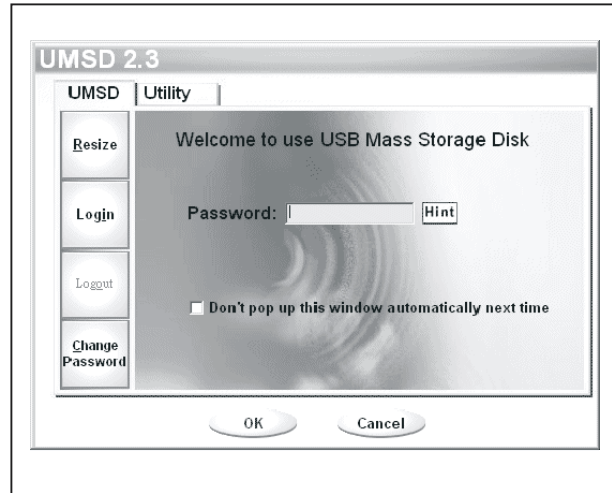 UMSD 2.3
UMSD Utility
Resize
Login
Logout
Change
Password
Welcome to use USB Mass Storage Disk
Password: Hint
Don't pop up this window automatically next time
OK Cancel